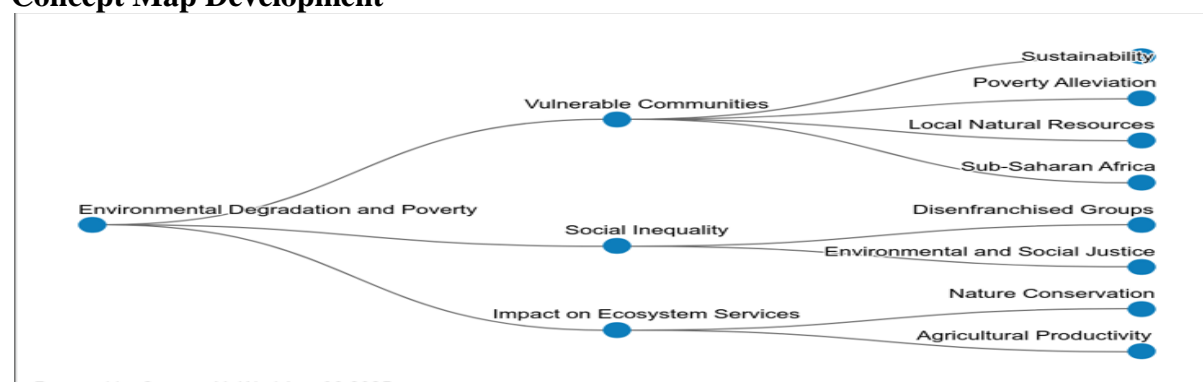 Concept Map Development
Sustainability
Poverty Alleviation
Vulnerable Communities
Local Natural Resources
Sub-Saharan Africa
Environmental Degradation and Poverty
Disenfranchised Groups
Social Inequality
Environmental and Social Justice
Nature Conservation
Impact on Ecosystem Services
Agricultural Productivity